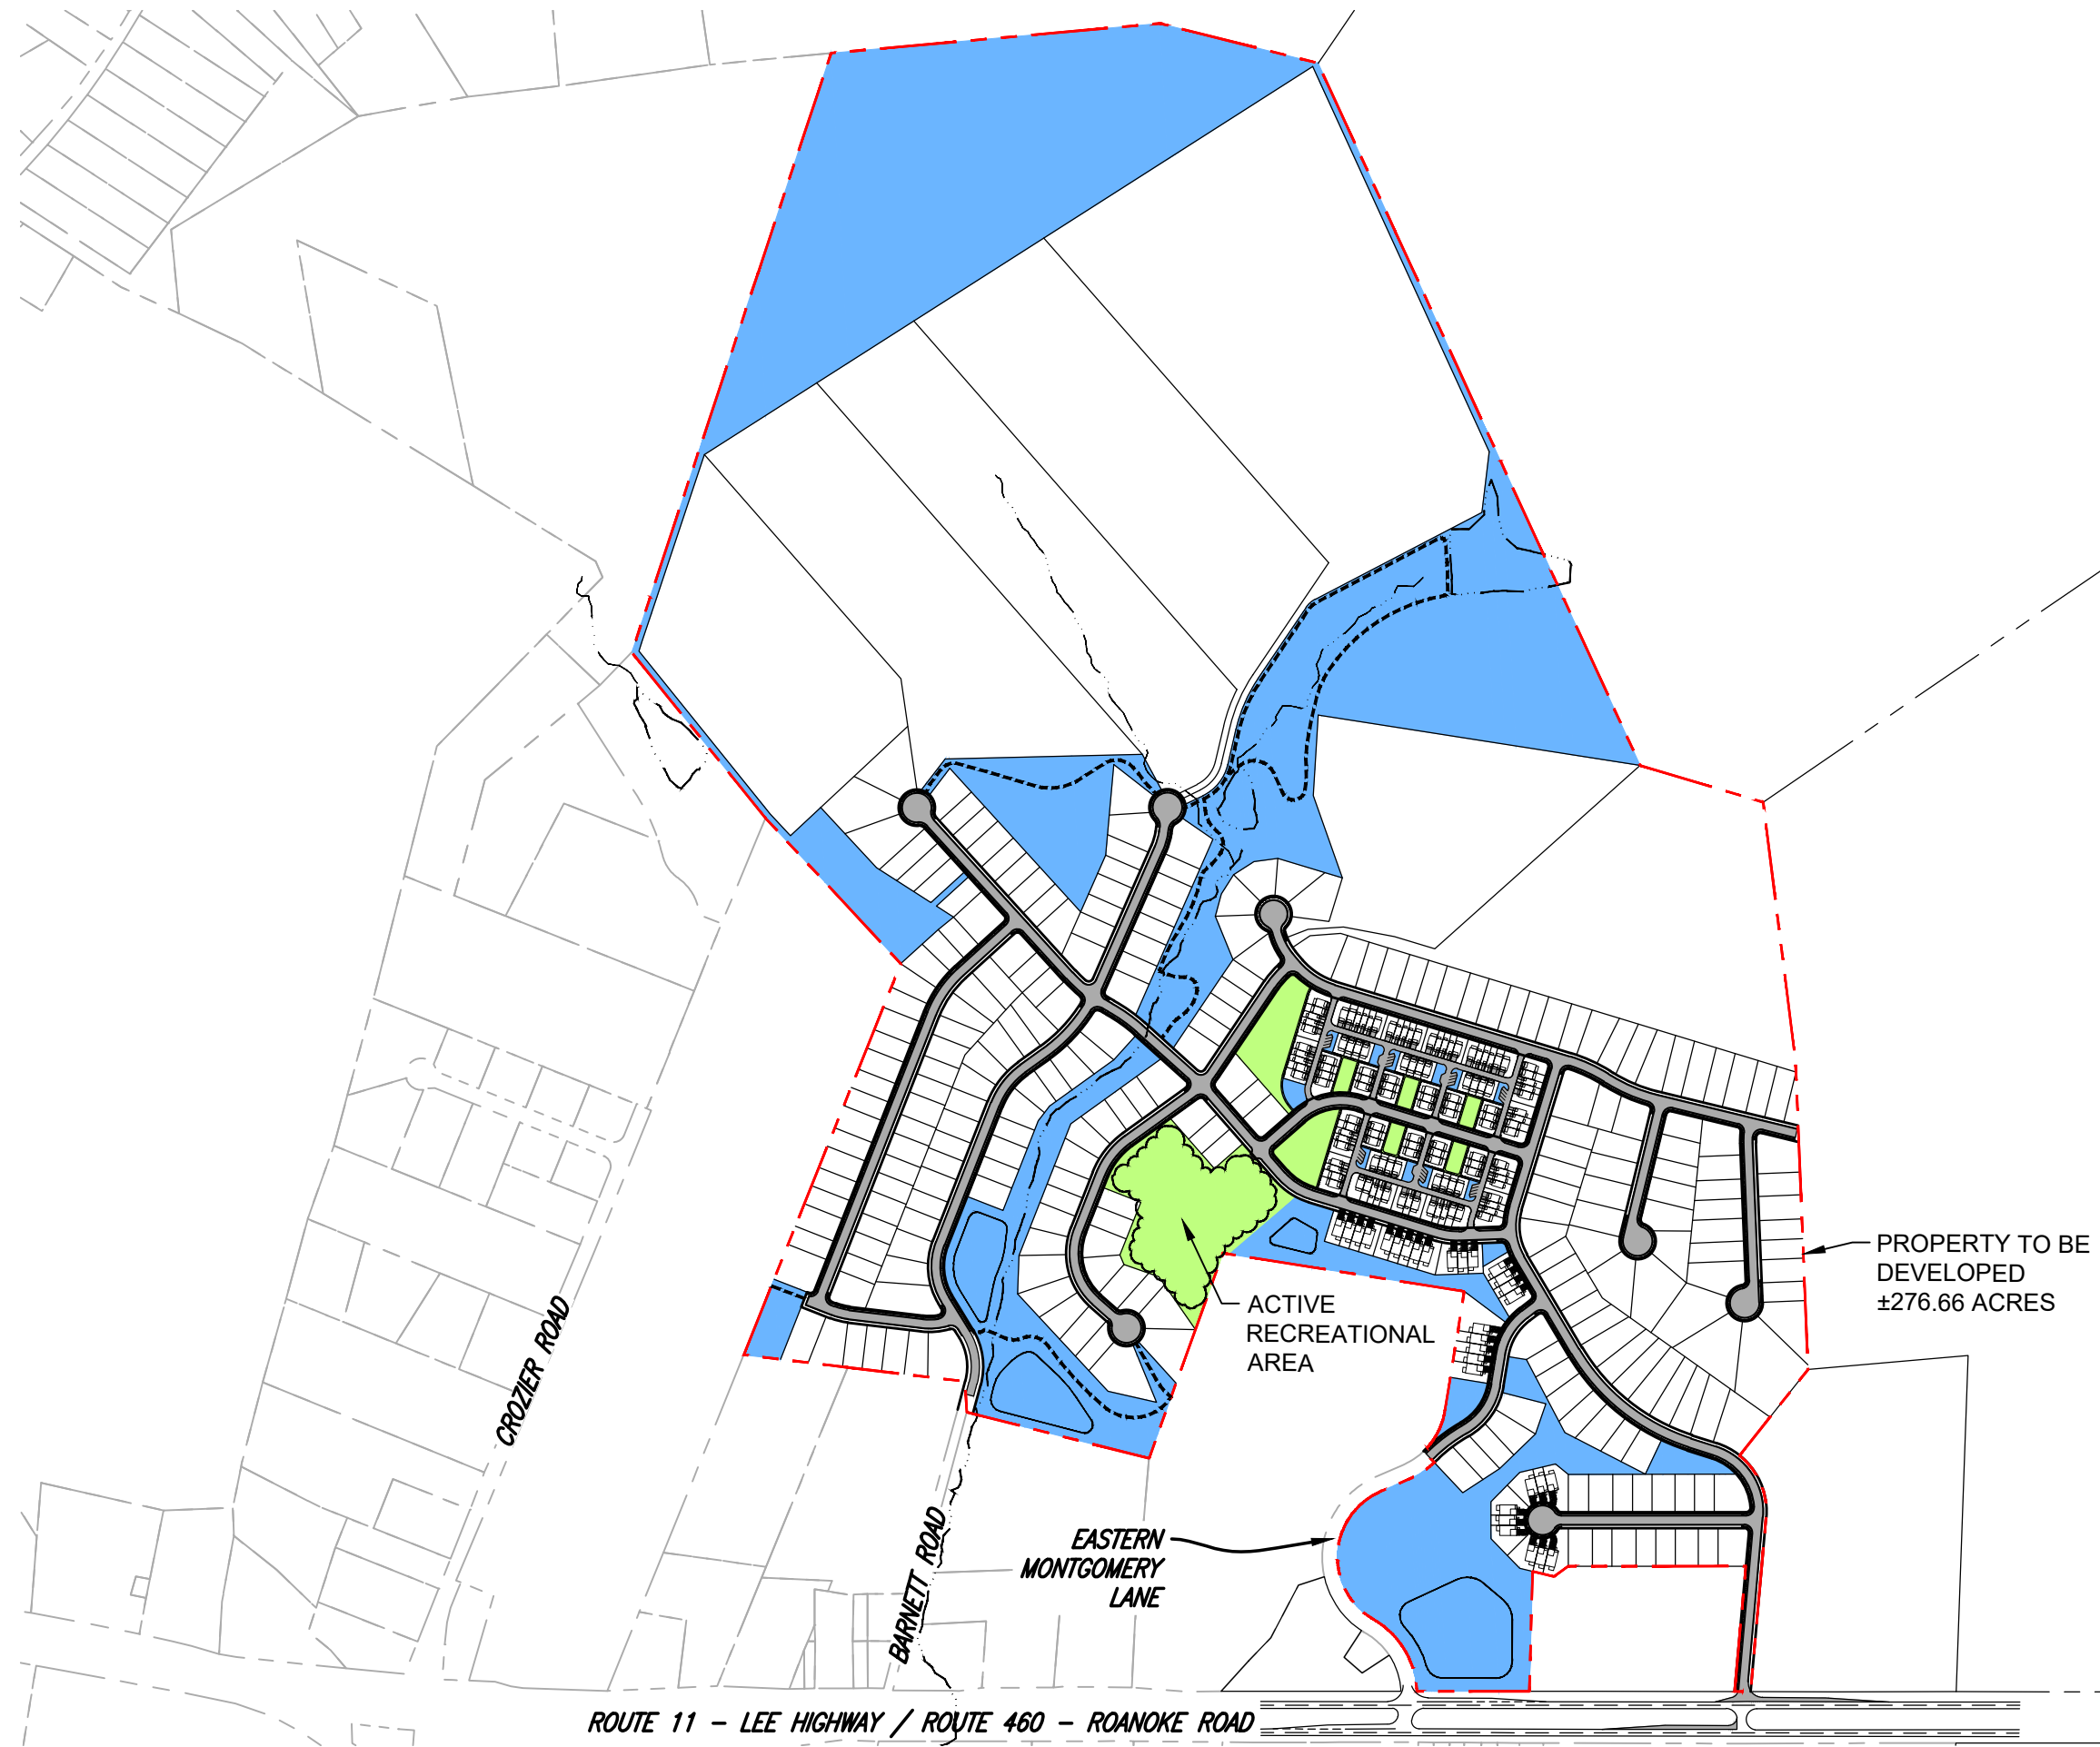 PROPERTY TO BE
DEVELOPED
±276.66 ACRES
ACTIVE
RECREATIONAL
AREA
CROZIER ROAD
BARNETT ROAD
EASTERN
MONTGOMERY
LANE
ROUTE 11 - LEE HIGHWAY / ROUTE 460 - ROANOKE ROAD